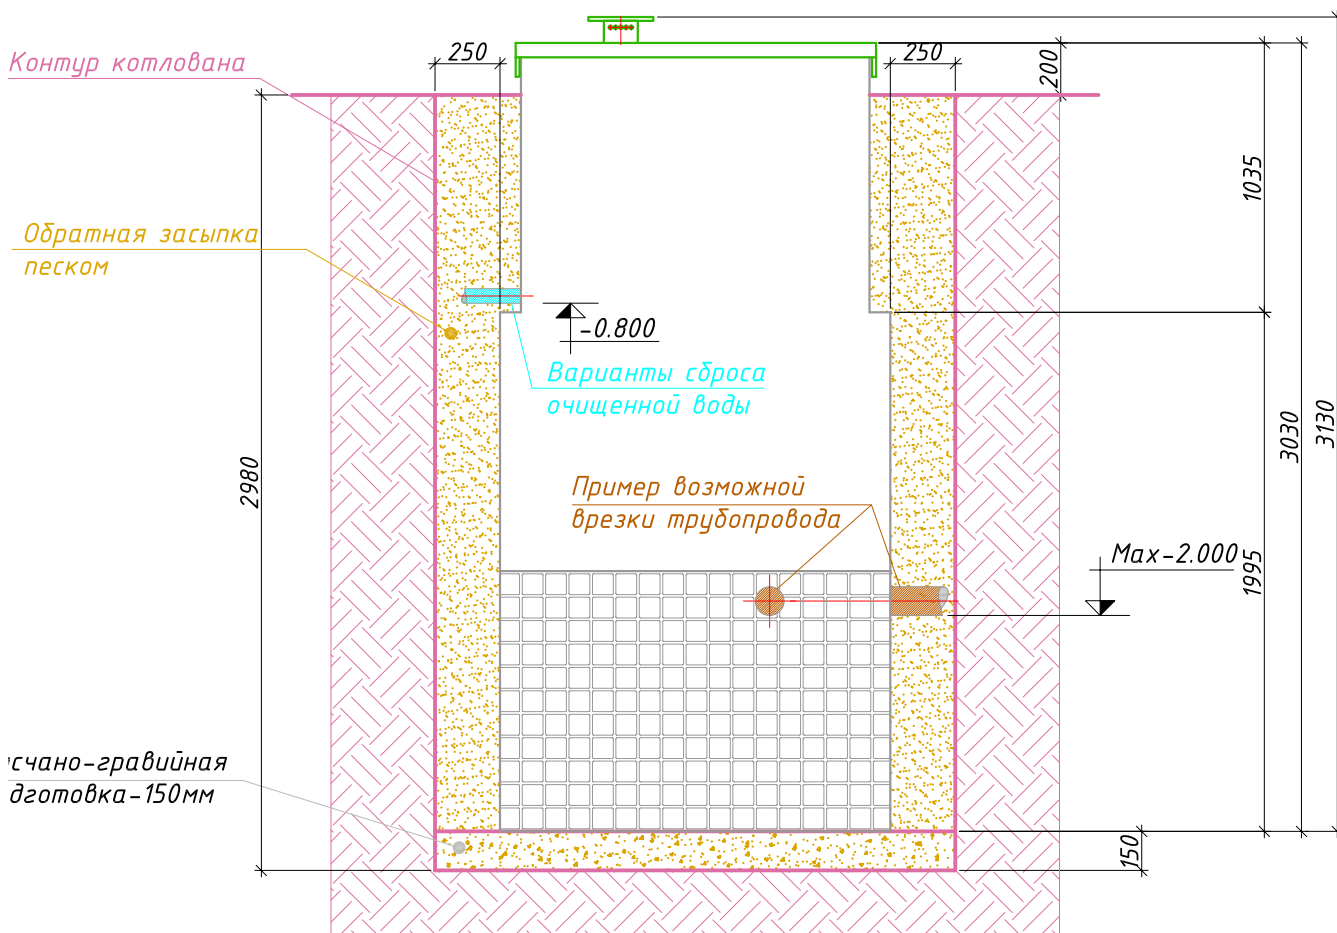 250
250
200
Контур котлована
1035
Обратная засыпка
песком
-0.800
Варианты сброса
очищенной воды
3030
3130
2980
Пример возможной
врезки трубопровода
Max-2.000
1995
счано-гравийная
дготовка-150мм
150